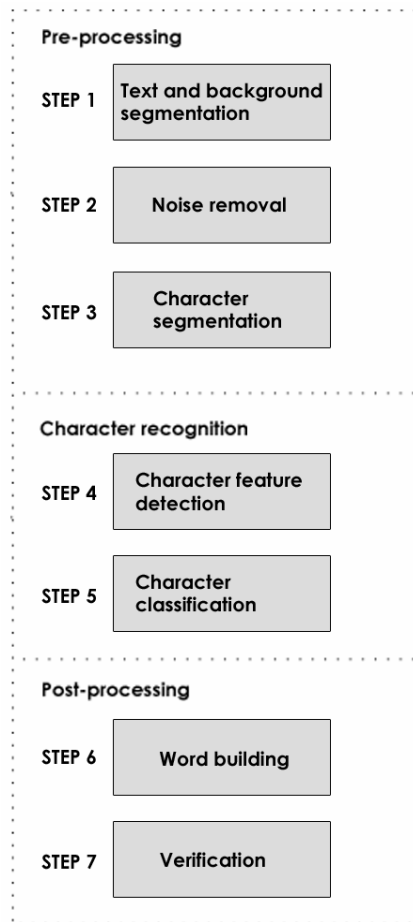 Pre-processing
STEP 1
Text and background
segmentation
STEP 2
Noise removal
STEP 3
Character
segmentation
Character recognition
STEP 4
Character feature
detection
STEP 5
Character
classification
Post-processing
STEP 6
Word building
STEP 7
Verification